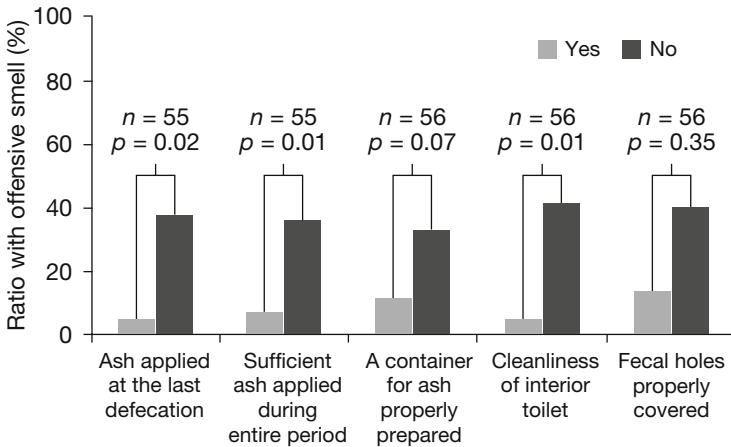 Ratio with offensive smell (%)
100
80
60
40
20
0
Yes
No
n = 55
p = 0.02
n = 55
p = 0.01
n = 56
p = 0.07
n = 56
p = 0.01
n = 56
p = 0.35
Ash applied
at the last
defecation
Sufficient
ash applied
during
entire period
A container
for ash
properly
prepared
Cleanliness
of interior
toilet
Fecal holes
properly
covered